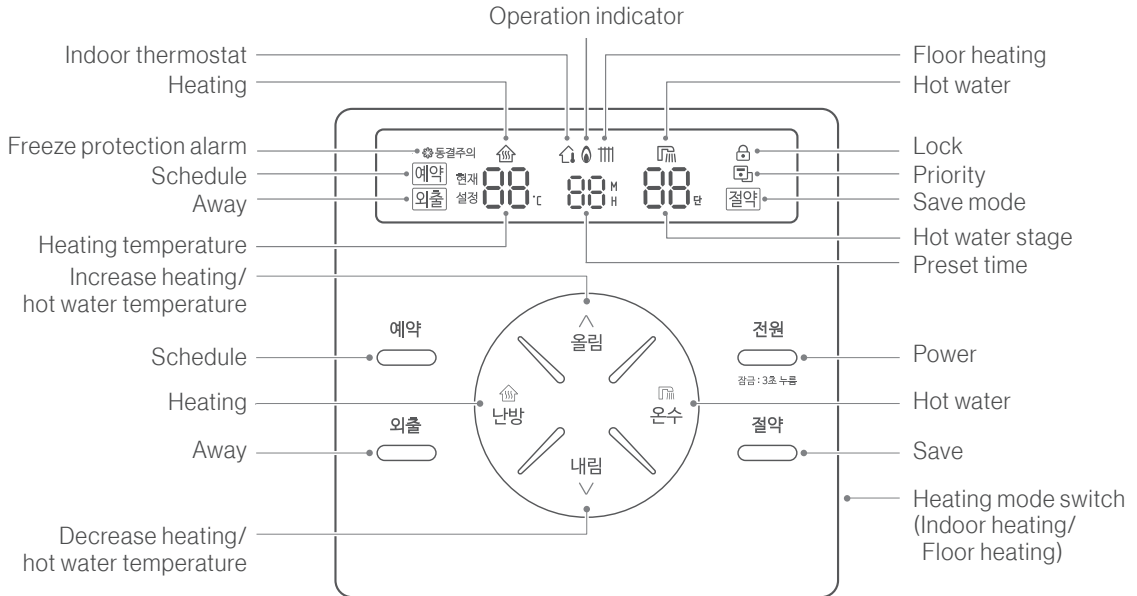 Operation indicator
Indoor thermostat
Heating
Floor heating
Hot water
Freeze protection alarm
Schedule
Away
동결주의
예약
외출
현재
설정
88 °C
88 M H
88 단
절약
Lock
Priority
Save mode
Heating temperature
Hot water stage
Preset time
Increase heating/
hot water temperature
예약
올림
전원
잠금 : 3초 누름
Schedule
Power
Heating
난방
온수
Hot water
외출
절약
Away
Save
내림
Decrease heating/
hot water temperature
Heating mode switch
(Indoor heating/
Floor heating)